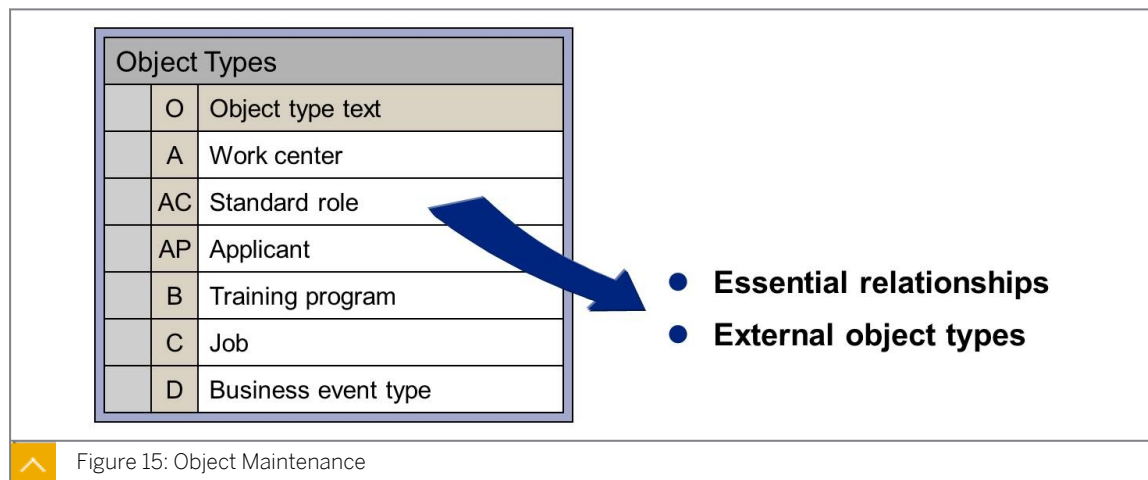 Object Types
O Object type text
A Work center
AC Standard role
AP Applicant
B Training program
C Job
D Business event type
● Essential relationships
● External object types
Figure 15: Object Maintenance